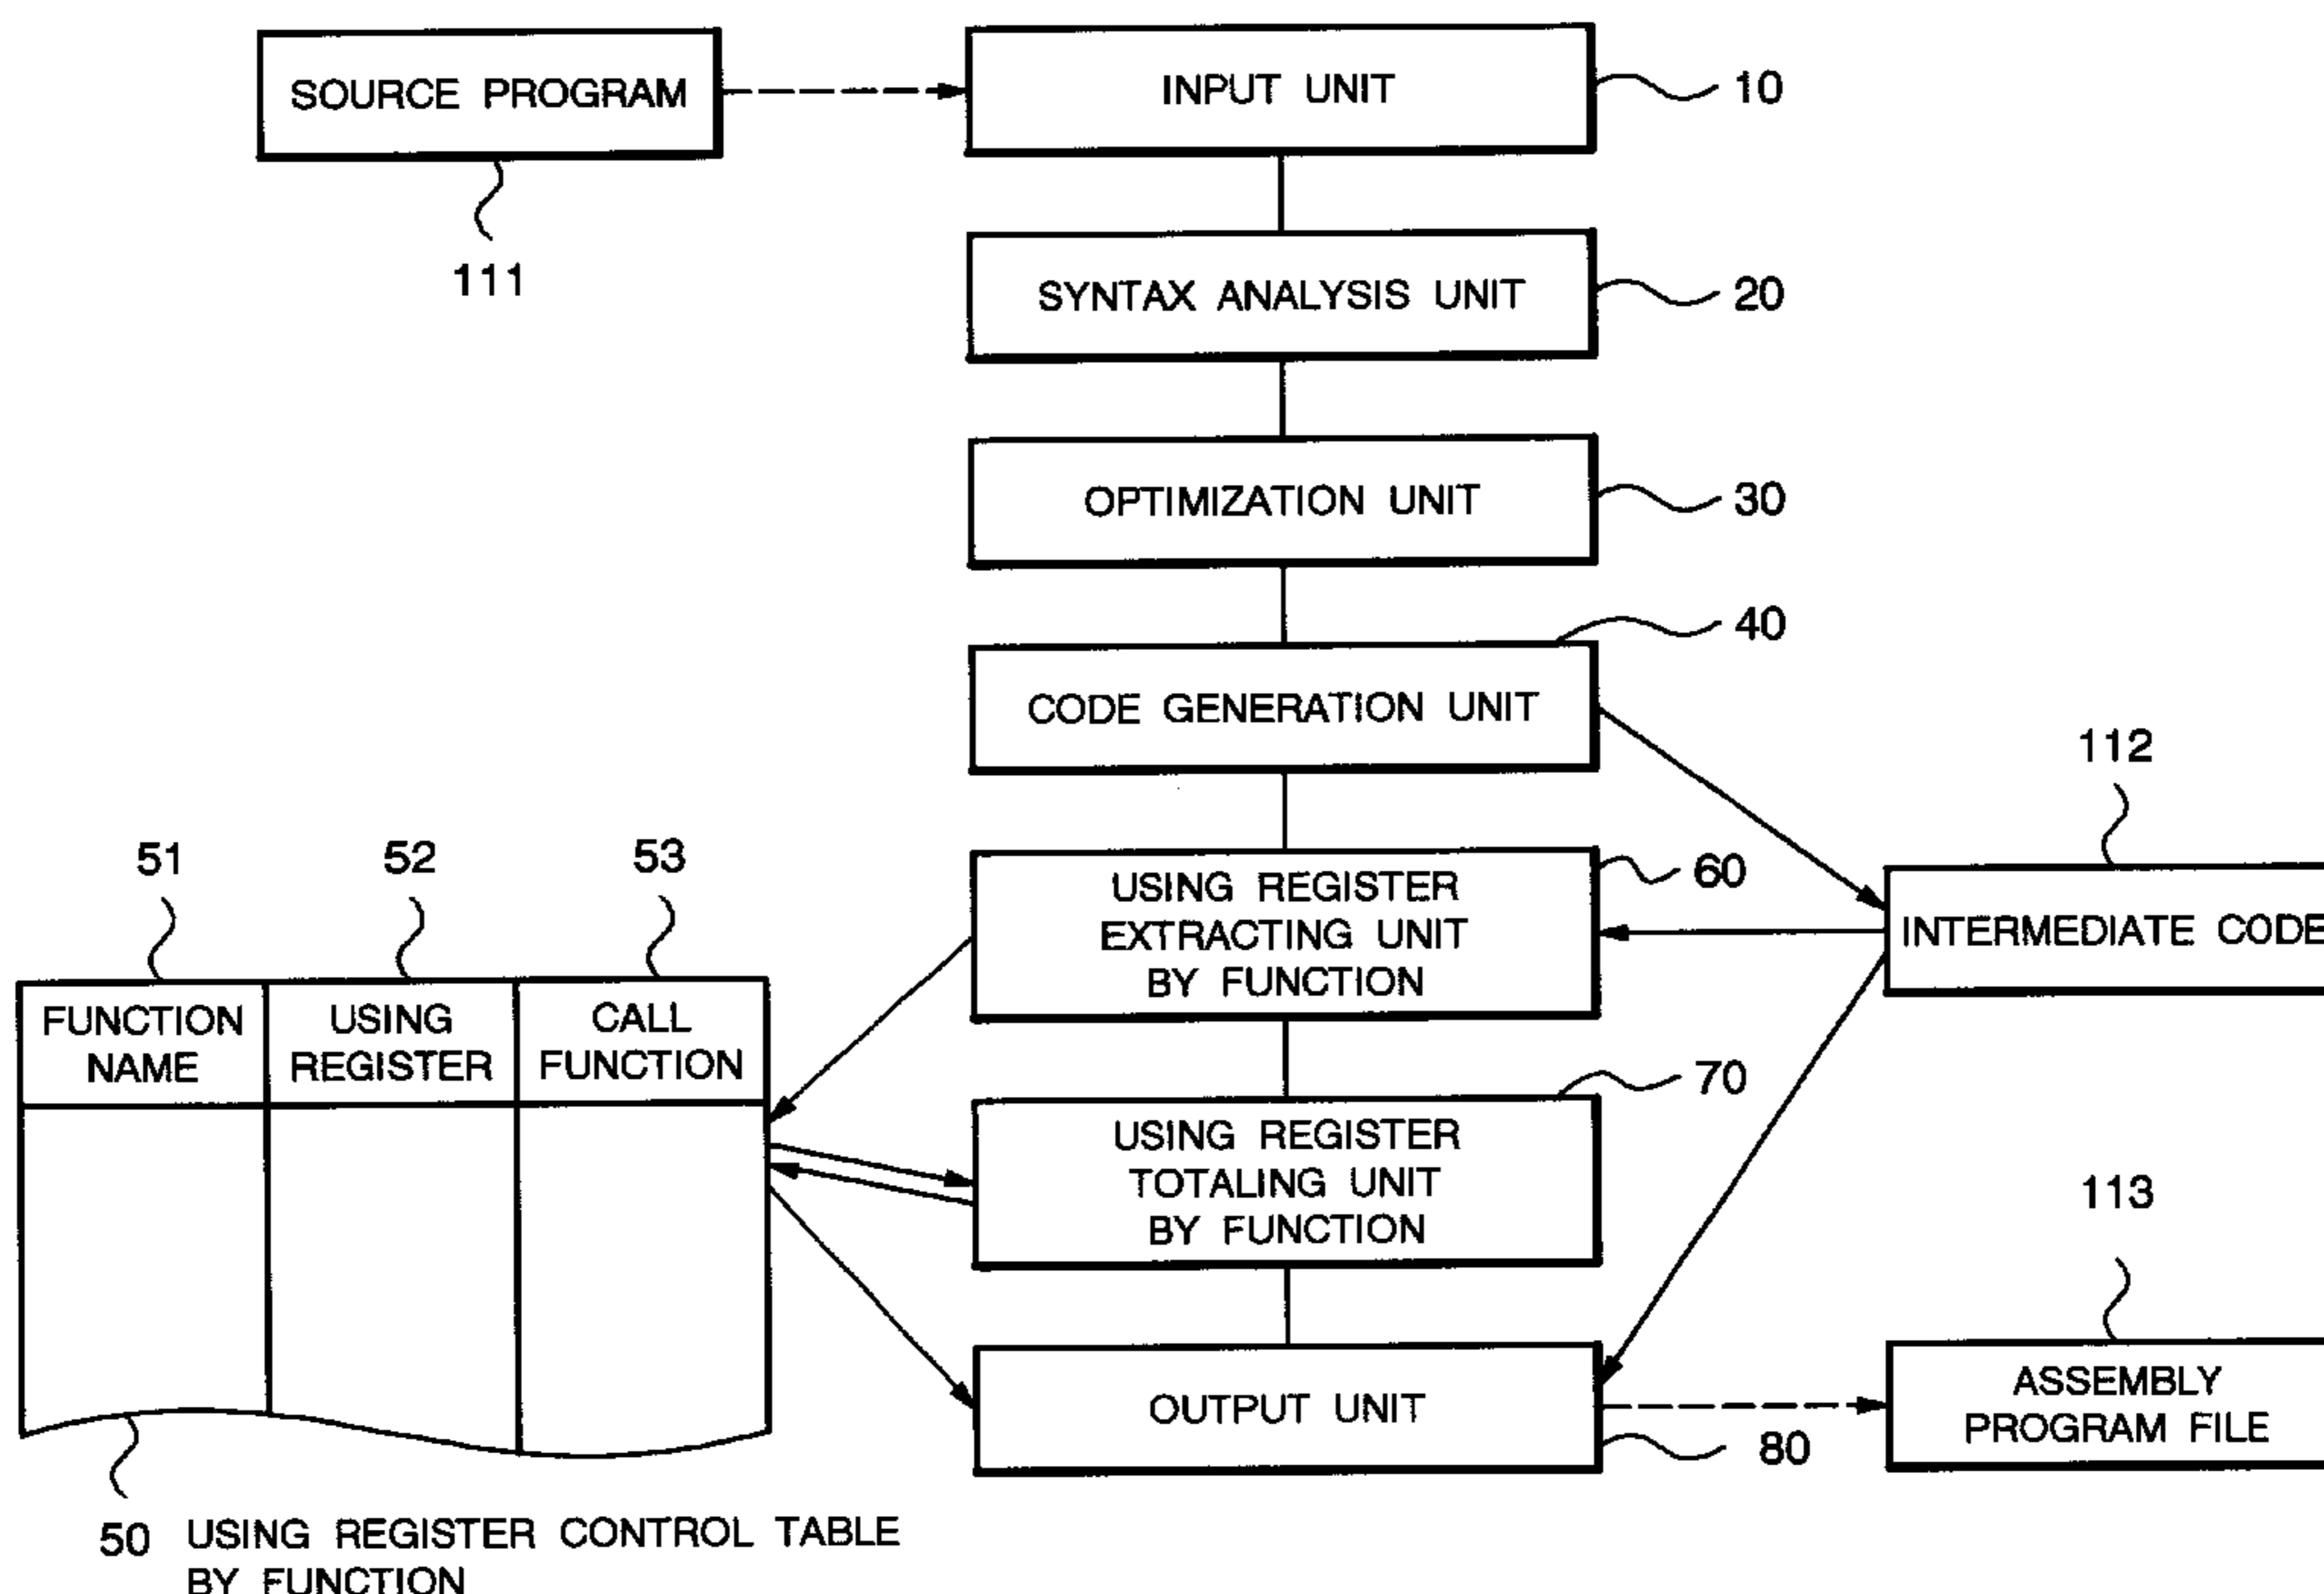 SOURCE PROGRAM
INPUT UNIT
10
111
SYNTAX ANALYSIS UNIT
20
OPTIMIZATION UNIT
30
40
CODE GENERATION UNIT
112
51
52
53
60
USING REGISTER
EXTRACTING UNIT
BY FUNCTION
INTERMEDIATE CODE
FUNCTION
NAME
USING
REGISTER
CALL
FUNCTION
70
USING REGISTER
TOTALING UNIT
BY FUNCTION
113
OUTPUT UNIT
80
ASSEMBLY
PROGRAM FILE
50 USING REGISTER CONTROL TABLE
BY FUNCTION